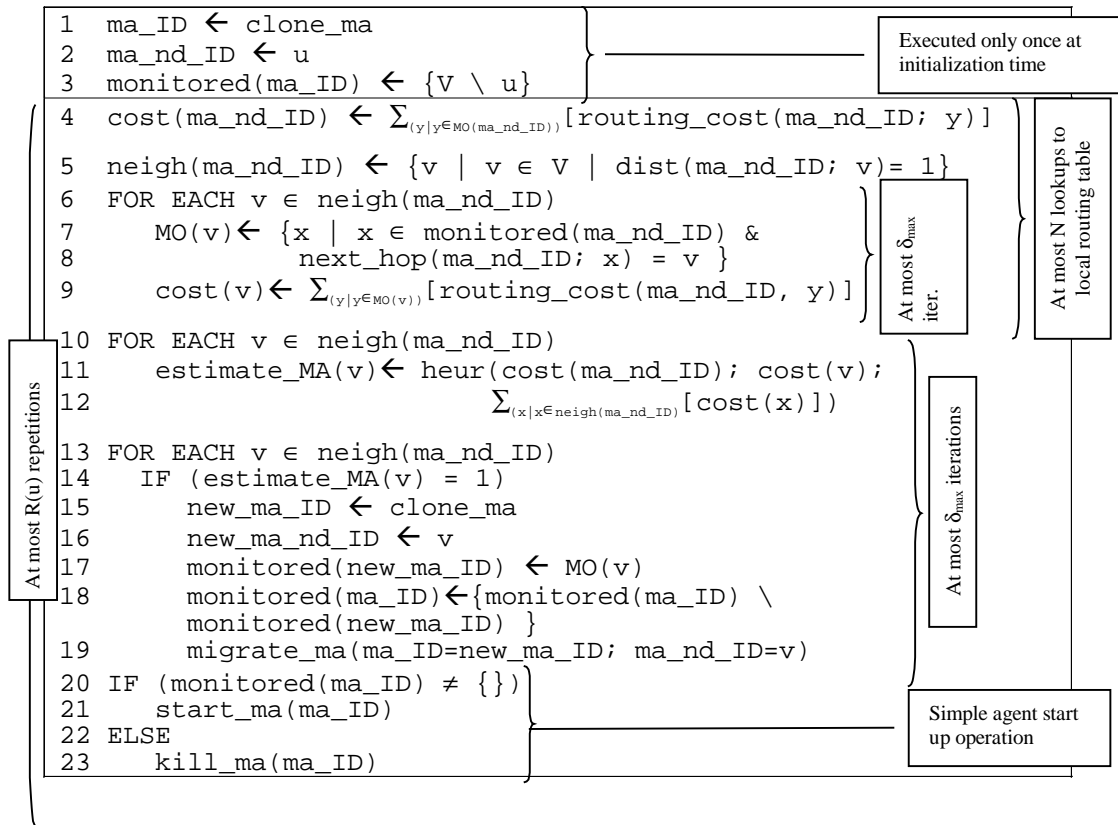 1 ma_ID ← clone_ma
2 ma_nd_ID ← u
3 monitored(ma_ID) ← {V \ u}
Executed only once at
initialization time
4 cost(ma_nd_ID) ← Σ(y|y∈MO(ma_nd_ID))[routing_cost(ma_nd_ID; y)]
5 neigh(ma_nd_ID) ← {v | v ∈ V | dist(ma_nd_ID; v)= 1}
6 FOR EACH v ∈ neigh(ma_nd_ID)
7 MO(v)← {x | x ∈ monitored(ma_nd_ID) &
8 next_hop(ma_nd_ID; x) = v }
9 cost(v)← Σ(y|y∈MO(v))[routing_cost(ma_nd_ID, y)]
At most δmax
iter.
At most N lookups to
local routing table
10 FOR EACH v ∈ neigh(ma_nd_ID)
11 estimate_MA(v)← heur(cost(ma_nd_ID); cost(v);
12 Σ(x|x∈neigh(ma_nd_ID)[cost(x)])
13 FOR EACH v ∈ neigh(ma_nd_ID)
14 IF (estimate_MA(v) = 1)
15 new_ma_ID ← clone_ma
16 new_ma_nd_ID ← v
17 monitored(new_ma_ID) ← MO(v)
18 monitored(ma_ID)←{monitored(ma_ID) \
monitored(new_ma_ID) }
19 migrate_ma(ma_ID=new_ma_ID; ma_nd_ID=v)
At most δmax iterations
At most R(u) repetitions
20 IF (monitored(ma_ID) ≠ {})
21 start_ma(ma_ID)
22 ELSE
23 kill_ma(ma_ID)
Simple agent start
up operation